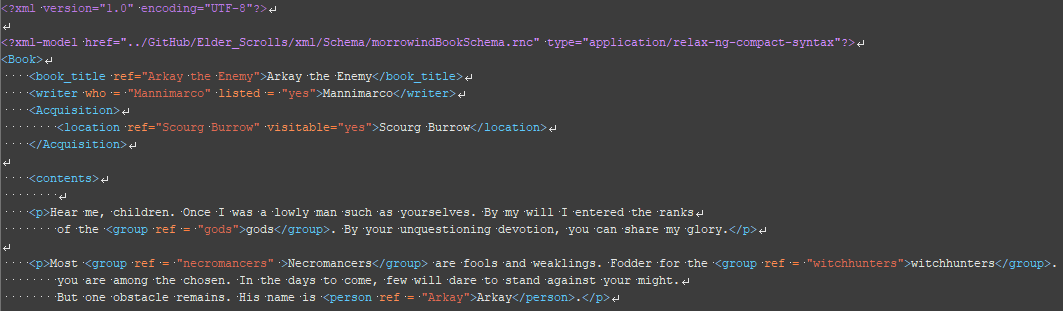 <?xml version="1.0" encoding="UTF-8"?>
<?xml-model href="../GitHub/Elder_Scrolls/xml/Schema/morrowindBookSchema.rnc" type="application/relax-ng-compact-syntax"?>
<Book>
<book_title ref="Arkay the Enemy">Arkay the Enemy</book_title>
<writer who = "Mannimarco" listed = "yes">Mannimarco</writer>
<Acquisition>
<location ref="Scourg Burrow" visitable="yes">Scourg Burrow</location>
</Acquisition>
<contents>
<p>Hear me, children. Once I was a lowly man such as yourselves. By my will I entered the ranks
of the <group ref = "gods">gods</group>. By your unquestioning devotion, you can share my glory.</p>
<p>Most <group ref = "necromancers" >Necromancers</group> are fools and weaklings. Fodder for the <group ref = "witchhunters">witchhunters</group>.
you are among the chosen. In the days to come, few will dare to stand against your might.
But one obstacle remains. His name is <person ref = "Arkay">Arkay</person>.</p>